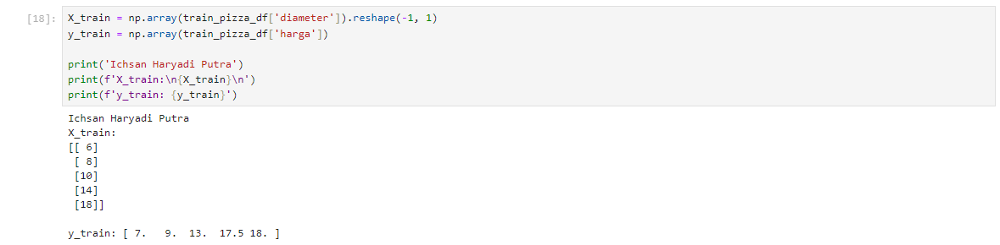 [18]: X_train = np.array(train_pizza_df['diameter']).reshape(-1, 1)
y_train = np.array(train_pizza_df['harga'])
print('Ichsan Haryadi Putra')
print(f'X_train:\n{X_train}\n')
print(f'y_train: {y_train}')
Ichsan Haryadi Putra
X_train:
[[ 6]
 [ 8]
 [10]
 [14]
 [18]]
y_train: [ 7.   9.  13.  17.5 18. ]